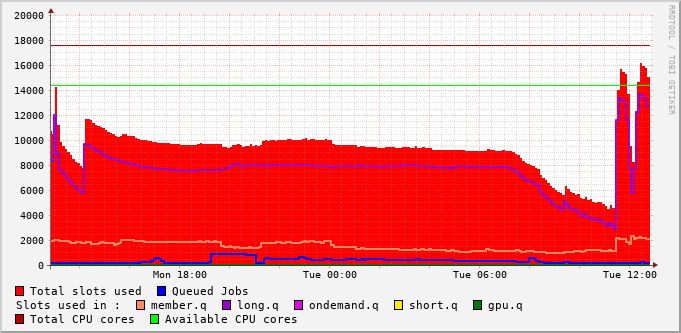 RRDTOOL / TOBI OETIKER
20000
18000
16000
14000
12000
10000
8000
6000
4000
2000
0
Mon 18:00 Tue 00:00 Tue 06:00 Tue 12:00
Total slots used Queued Jobs
Slots used in : member.q long.q ondemand.q short.q gpu.q
Total CPU cores Available CPU cores